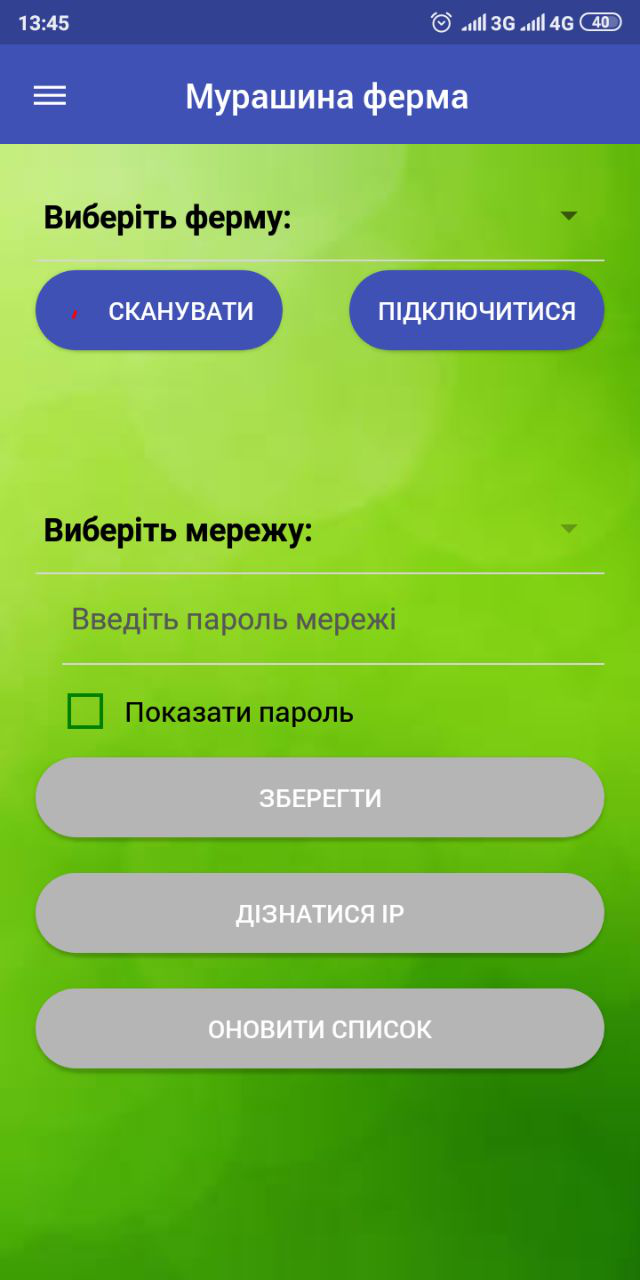 13:45 3G 4G 40
Мурашина ферма
Виберіть ферму:
СКАНУВАТИ ПІДКЛЮЧИТИСЯ
Виберіть мережу:
Введіть пароль мережі
Показати пароль
ЗБЕРЕГТИ
ДІЗНАТИСЯ IP
ОНОВИТИ СПИСОК